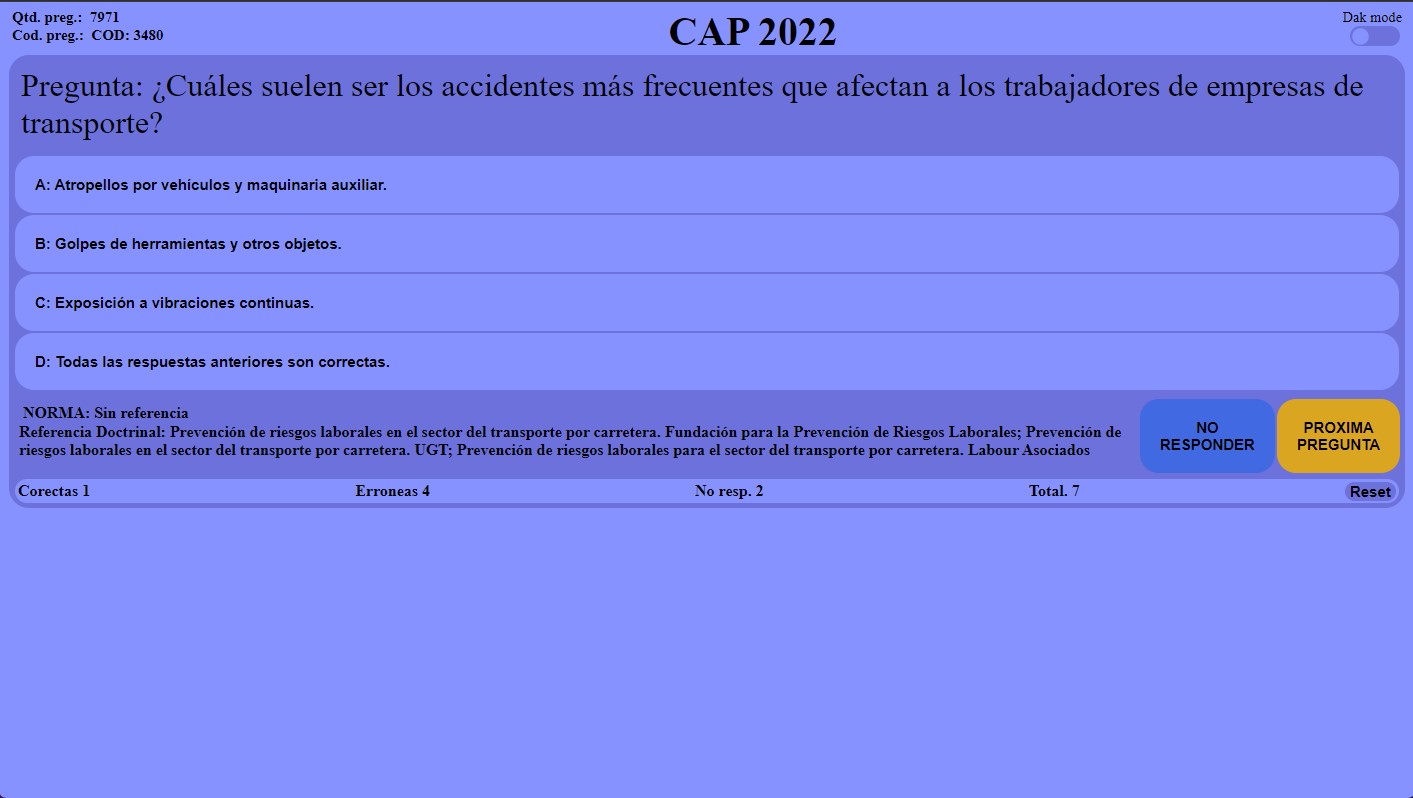 Qtd. preg.: 7971
Cod. preg.: COD: 3480
CAP 2022
Dak mode
Pregunta: ¿Cuáles suelen ser los accidentes más frecuentes que afectan a los trabajadores de empresas de
transporte?
A: Atropellos por vehículos y maquinaria auxiliar.
B: Golpes de herramientas y otros objetos.
C: Exposición a vibraciones continuas.
D: Todas las respuestas anteriores son correctas.
NORMA: Sin referencia
Referencia Doctrinal: Prevención de riesgos laborales en el sector del transporte por carretera. Fundación para la Prevención de Riesgos Laborales; Prevención de
riesgos laborales en el sector del transporte por carretera. UGT; Prevención de riesgos laborales para el sector del transporte por carretera. Labour Asociados
NO
RESPONDER
PROXIMA
PREGUNTA
Corectas 1
Erroneas 4
No resp. 2
Total. 7
Reset